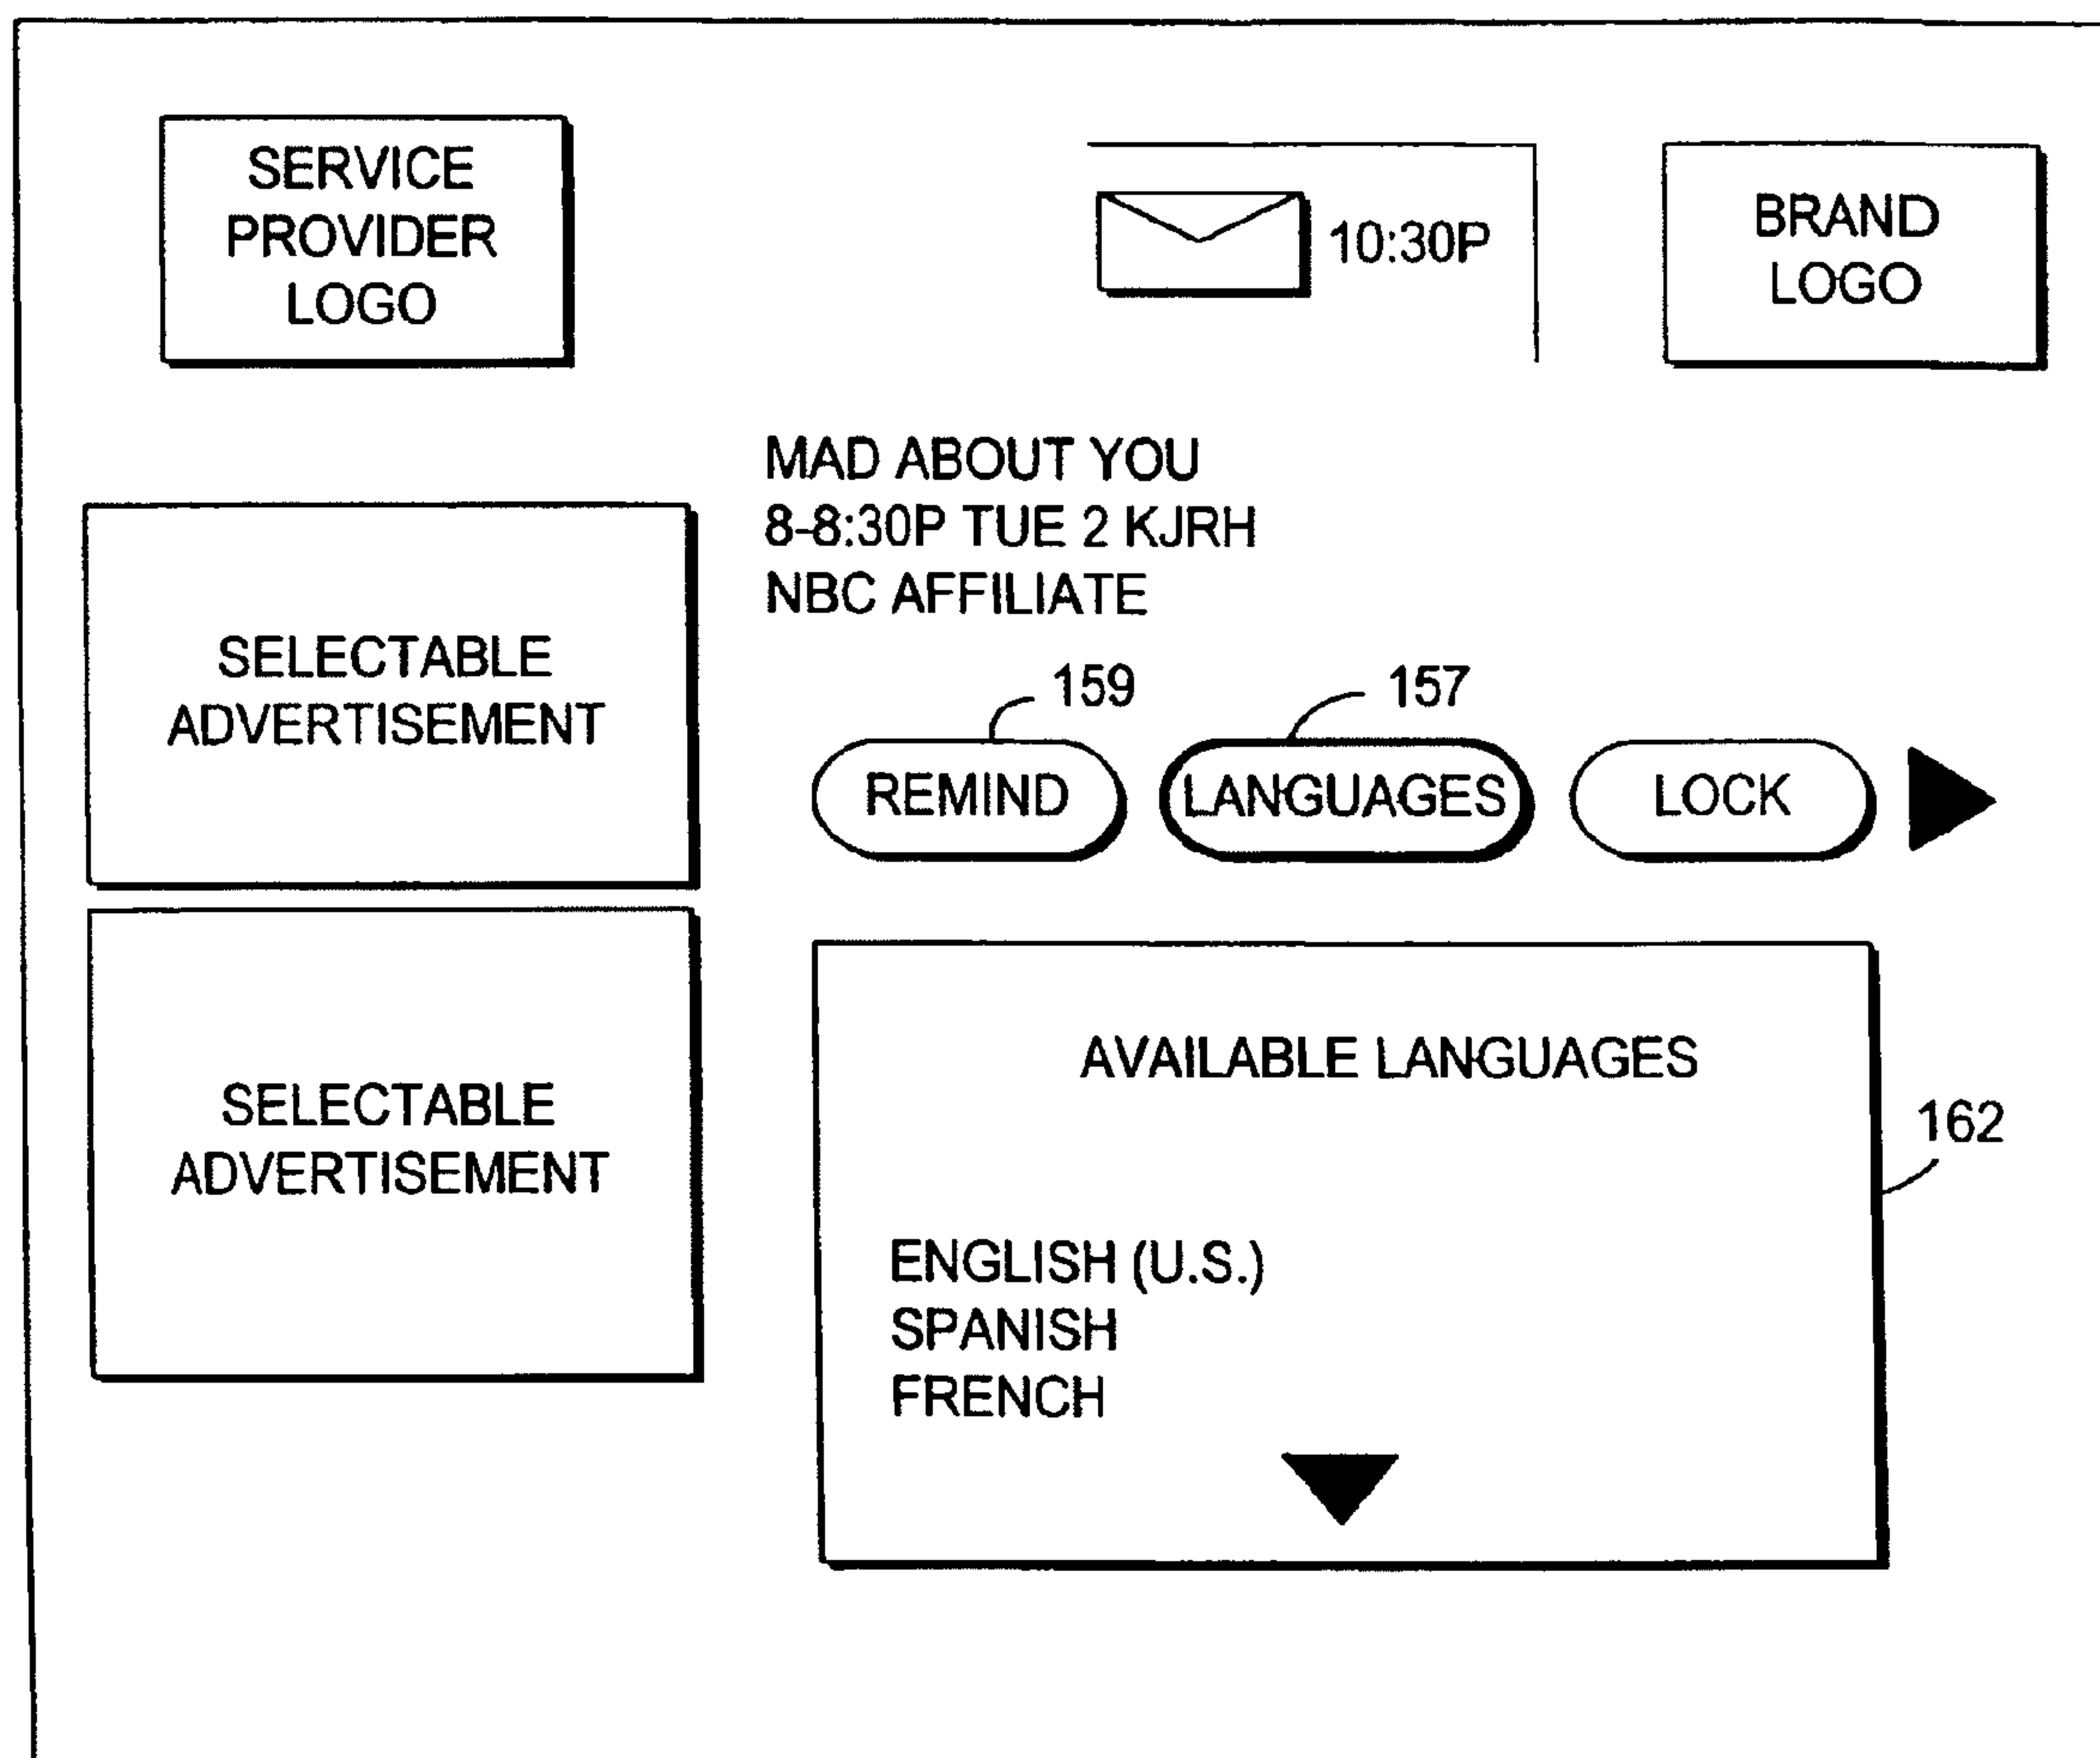 SERVICE
PROVIDER
LOGO
10:30P
BRAND
LOGO
MAD ABOUT YOU
8-8:30P TUE 2 KJRH
NBC AFFILIATE
SELECTABLE
ADVERTISEMENT
159
157
REMIND
LANGUAGES
LOCK
SELECTABLE
ADVERTISEMENT
AVAILABLE LANGUAGES
162
ENGLISH (U.S.)
SPANISH
FRENCH